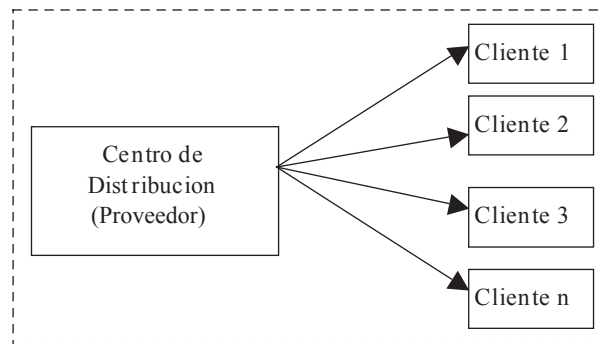 Centro de
Distribucion
(Proveedor)
Cliente 1
Cliente 2
Cliente 3
Cliente n